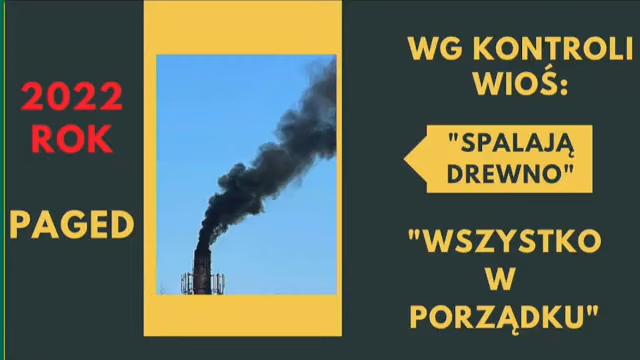 2022
ROK
PAGED
WG KONTROLI
WIOŚ:
"SPALAJĄ
DREWNO"
"WSZYSTKO
W
PORZĄDKU"